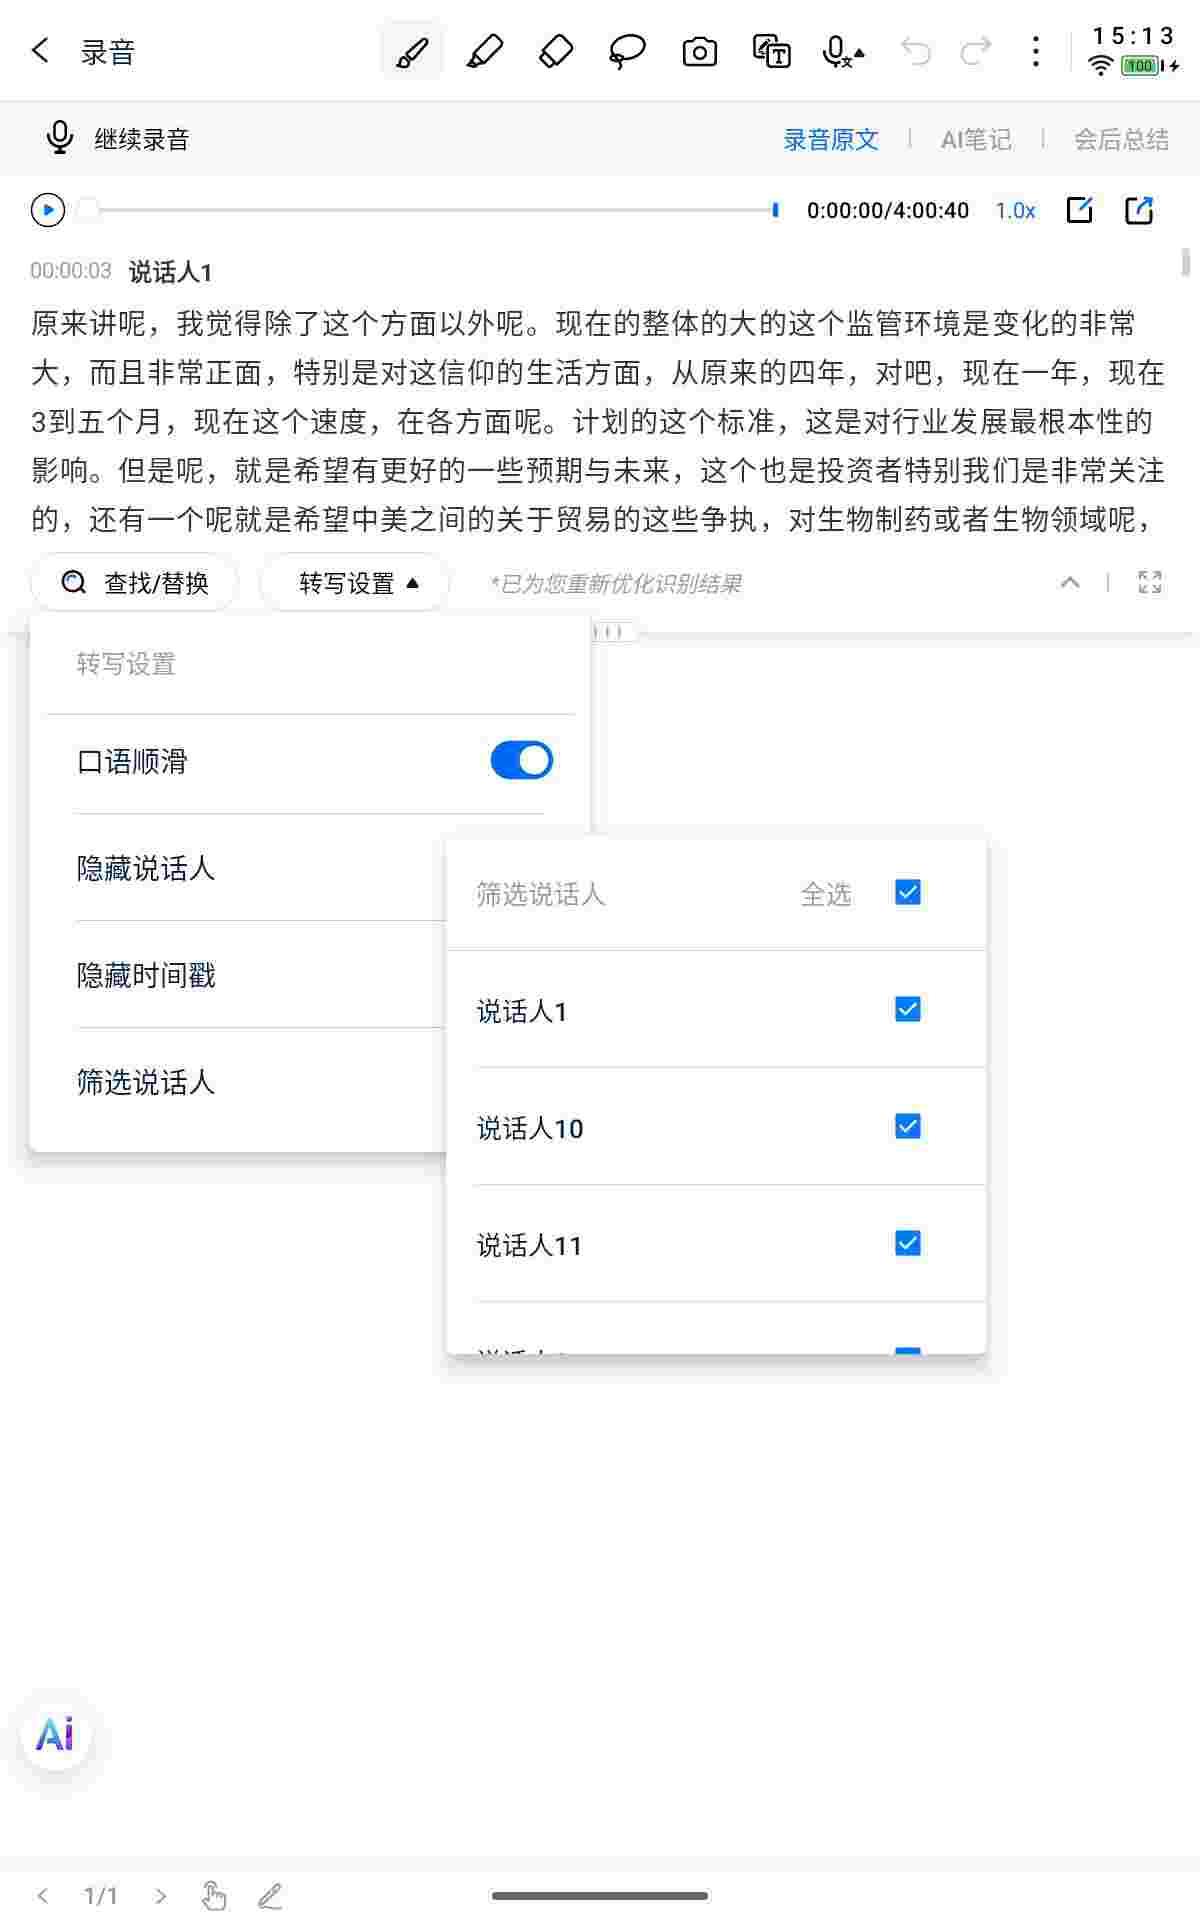 录音
15:13
100
继续录音
录音原文
AI笔记
会后总结
0:00:00/4:00:40
1.0x
00:00:03 说话人1
原来讲呢，我觉得除了这个方面以外呢。现在的整体的大的这个监管环境是变化的非常
大，而且非常正面，特别是对这信仰的生活方面，从原来的四年，对吧，现在一年，现在
3到五个月，现在这个速度，在各方面呢。计划的这个标准，这是对行业发展最根本性的
影响。但是呢，就是希望有更好的一些预期与未来，这个也是投资者特别我们是非常关注
的，还有一个呢就是希望中美之间的关于贸易的这些争执，对生物制药或者生物领域呢，
查找/替换
转写设置
*已为您重新优化识别结果
转写设置
口语顺滑
隐藏说话人
隐藏时间戳
筛选说话人
筛选说话人 全选
说话人1
说话人10
说话人11
Ai
1/1